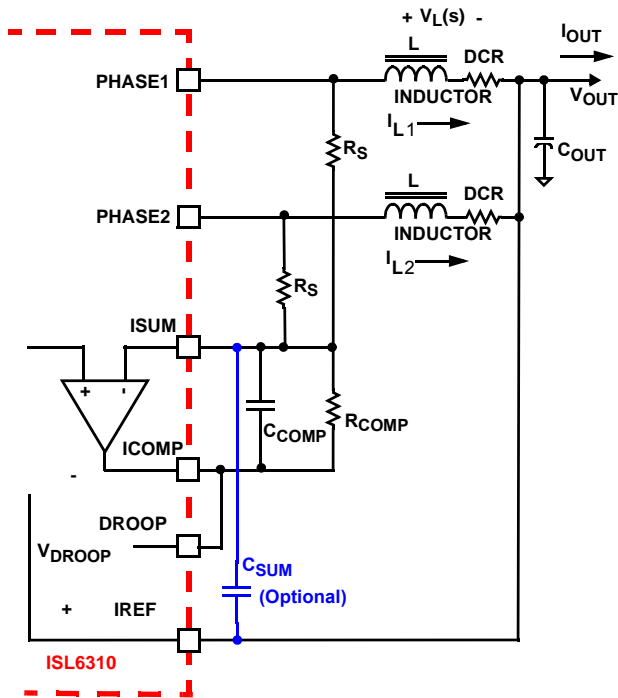 + VL(s) -
IOUT
L
DCR
PHASE1
INDUCTOR
VOUT
IL1
COUT
RS
L
DCR
PHASE2
INDUCTOR
IL2
RS
ISUM
+ -
RCOMP
CCOMP
ICOMP
-
DROOP
VDROOP
CSUM
(Optional)
+ IREF
ISL6310